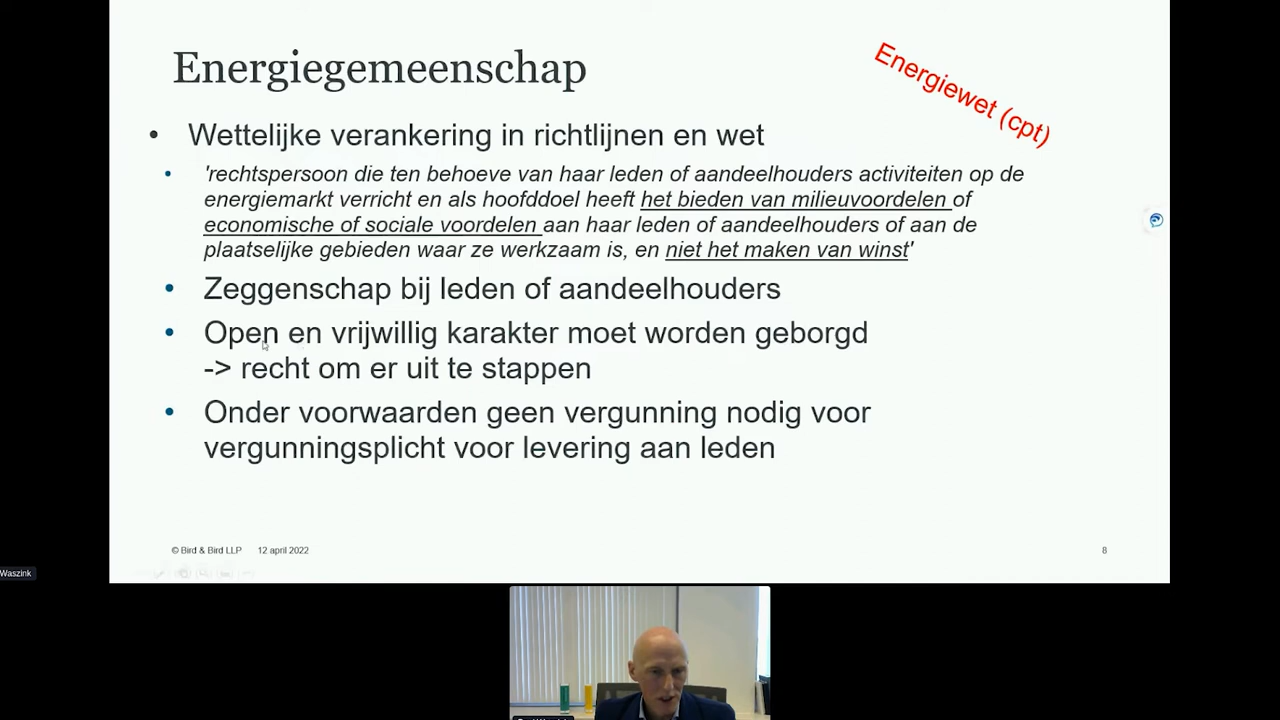 Energiegemeenschap
Energiewet (cpt)
• Wettelijke verankering in richtlijnen en wet
• 'rechtspersoon die ten behoeve van haar leden of aandeelhouders activiteiten op de
energiemarkt verricht en als hoofddoel heeft het bieden van milieuvoordelen of
economische of sociale voordelen aan haar leden of aandeelhouders of aan de
plaatselijke gebieden waar ze werkzaam is, en niet het maken van winst'
• Zeggenschap bij leden of aandeelhouders
• Open en vrijwillig karakter moet worden geborgd
-> recht om er uit te stappen
• Onder voorwaarden geen vergunning nodig voor
vergunningsplicht voor levering aan leden
© Bird & Bird LLP 12 april 2022 8
Waszink